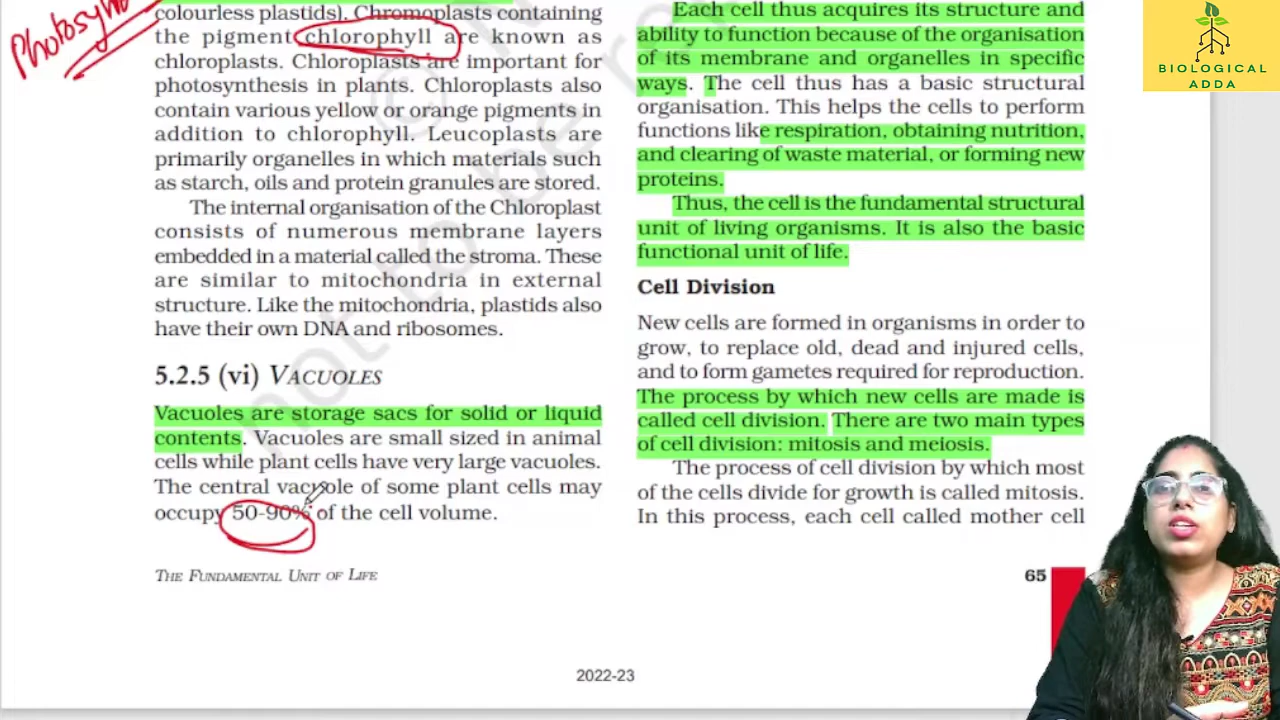 colourless plastids). Chromoplasts containing
the pigment chlorophyll are known as
chloroplasts. Chloroplasts are important for
photosynthesis in plants. Chloroplasts also
contain various yellow or orange pigments in
addition to chlorophyll. Leucoplasts are
primarily organelles in which materials such
as starch, oils and protein granules are stored.
The internal organisation of the Chloroplast
consists of numerous membrane layers
embedded in a material called the stroma. These
are similar to mitochondria in external
structure. Like the mitochondria, plastids also
have their own DNA and ribosomes.
5.2.5 (vi) VACUOLES
Vacuoles are storage sacs for solid or liquid
contents. Vacuoles are small sized in animal
cells while plant cells have very large vacuoles.
The central vacuole of some plant cells may
occupy 50-90% of the cell volume.
THE FUNDAMENTAL UNIT OF LIFE
Each cell thus acquires its structure and
ability to function because of the organisation
of its membrane and organelles in specific
ways. The cell thus has a basic structural
organisation. This helps the cells to perform
functions like respiration, obtaining nutrition,
and clearing of waste material, or forming new
proteins.
Thus, the cell is the fundamental structural
unit of living organisms. It is also the basic
functional unit of life.
Cell Division
New cells are formed in organisms in order to
grow, to replace old, dead and injured cells,
and to form gametes required for reproduction.
The process by which new cells are made is
called cell division. There are two main types
of cell division: mitosis and meiosis.
The process of cell division by which most
of the cells divide for growth is called mitosis.
In this process, each cell called mother cell
65
2022-23
BIOLOGICAL
ADDA
not to be